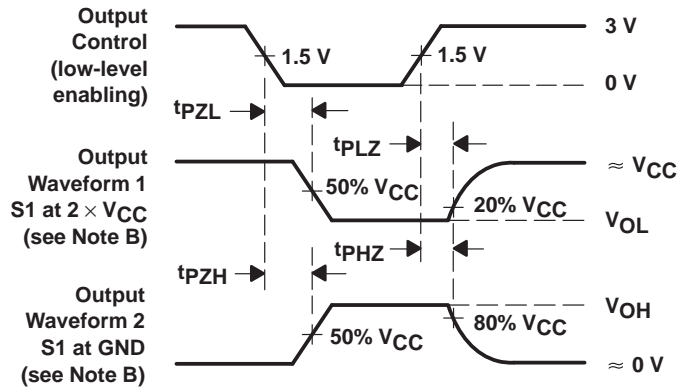 Output
Control
(low-level
enabling)
1.5 V
1.5 V
3 V
0 V
tPZL
tPLZ
Output
Waveform 1
S1 at 2 × VCC
(see Note B)
50% VCC
20% VCC
≈ VCC
VOL
tPZH
tPHZ
Output
Waveform 2
S1 at GND
(see Note B)
50% VCC
80% VCC
VOH
≈ 0 V